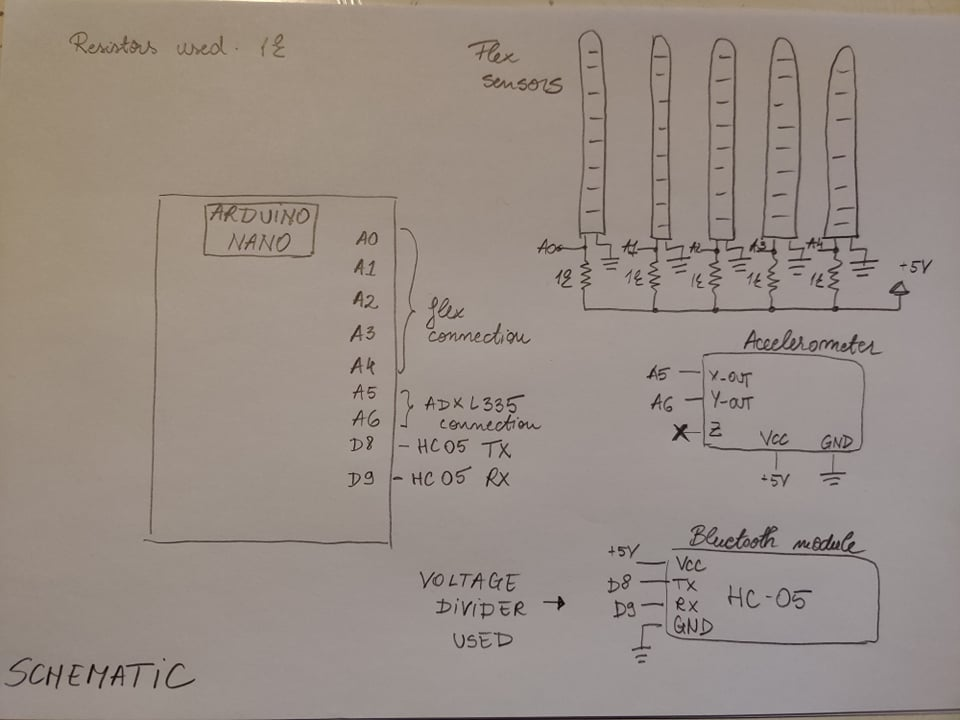 Resistors used. 1k
Flex
sensors
ARDUINO
NANO
A0
A1
A2
A3
A4
flex
connection
A5
A6
ADXL335
connection
D8 - HC05 TX
D9 - HC05 RX
A0 A1 A2 A3 A4
1k 1k 1k 1k 1k
+5V
Accelerometer
A5 X-OUT
A6 Y-OUT
X Z
Vcc GND
+5V
Bluctooth module
+5V Vcc
D8 TX
D9 RX
GND
HC-05
VOLTAGE
DIVIDER →
USED
SCHEMATIC